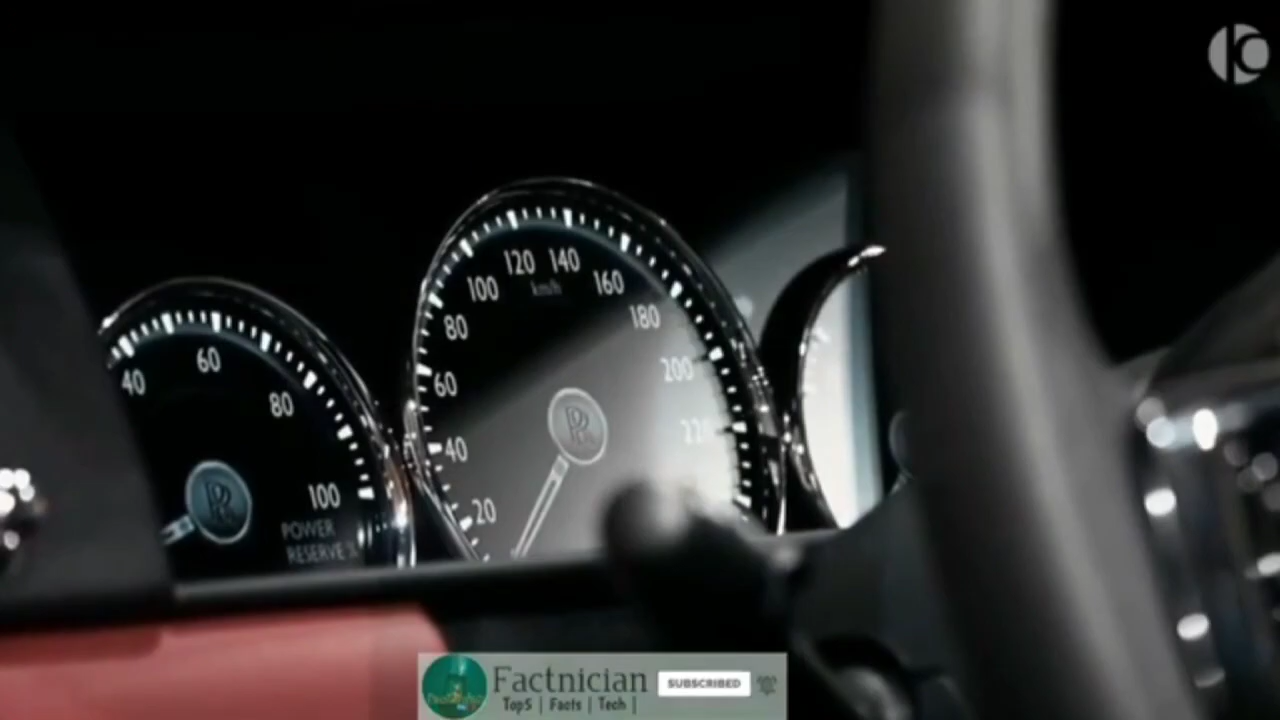 40
60
80
100
POWER
RESERVE %
20
40
60
80
100
120
140
160
180
200
220
km/h
Factnician
SUBSCRIBED
Top5 | Facts | Tech |